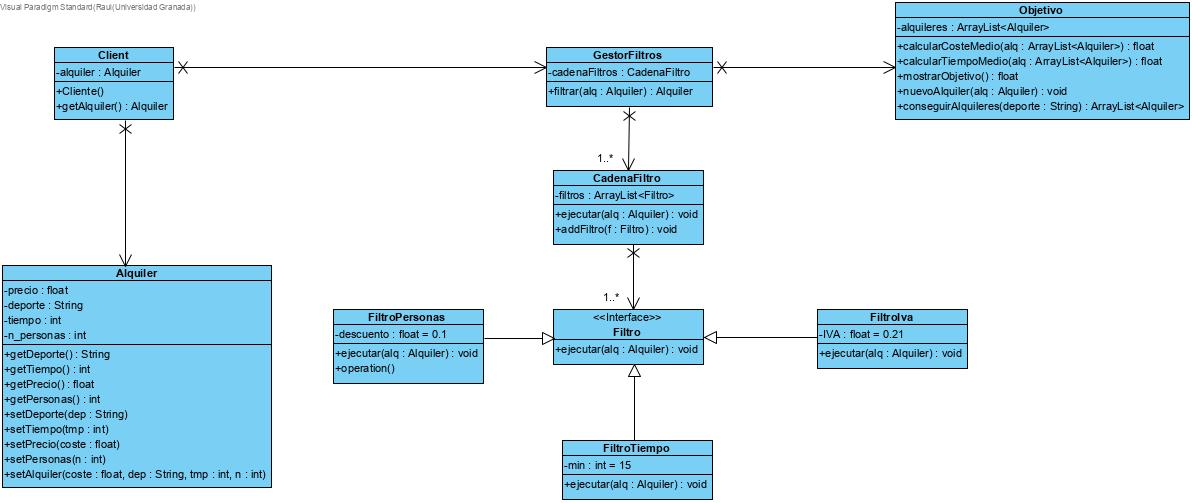 Visual Paradigm Standard(Raul(Universidad Granada))
Client
-alquiler : Alquiler
+Cliente()
+getAlquiler() : Alquiler
GestorFiltros
-cadenaFiltros : CadenaFiltro
+filtrar(alq : Alquiler) : Alquiler
Objetivo
-alquileres : ArrayList<Alquiler>
+calcularCosteMedio(alq : ArrayList<Alquiler>) : float
+calcularTiempoMedio(alq : ArrayList<Alquiler>) : float
+mostrarObjetivo() : float
+nuevoAlquiler(alq : Alquiler) : void
+conseguirAlquileres(deporte : String) : ArrayList<Alquiler>
1..*
CadenaFiltro
-filtros : ArrayList<Filtro>
+ejecutar(alq : Alquiler) : void
+addFiltro(f : Filtro) : void
Alquiler
-precio : float
-deporte : String
-tiempo : int
-n_personas : int
+getDeporte() : String
+getTiempo() : int
+getPrecio() : float
+getPersonas() : int
+setDeporte(dep : String)
+setTiempo(tmp : int)
+setPrecio(coste : float)
+setPersonas(n : int)
+setAlquiler(coste : float, dep : String, tmp : int, n : int)
1..*
FiltroPersonas
-descuento : float = 0.1
+ejecutar(alq : Alquiler) : void
+operation()
<<Interface>>
Filtro
+ejecutar(alq : Alquiler) : void
FiltroIva
-IVA : float = 0.21
+ejecutar(alq : Alquiler) : void
FiltroTiempo
-min : int = 15
+ejecutar(alq : Alquiler) : void